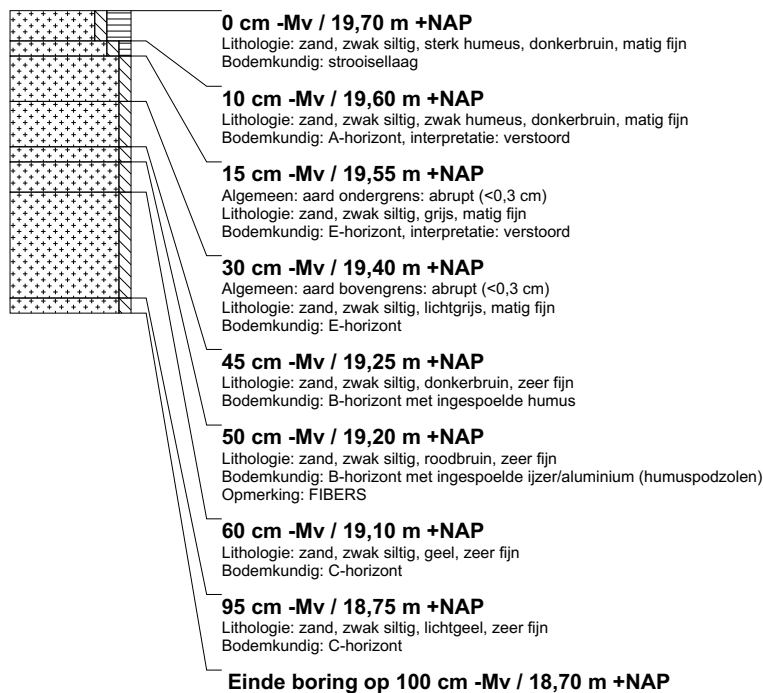 0 cm -Mv / 19,70 m +NAP
Lithologie: zand, zwak siltig, sterk humeus, donkerbruin, matig fijn
Bodemkundig: strooisellaag
10 cm -Mv / 19,60 m +NAP
Lithologie: zand, zwak siltig, zwak humeus, donkerbruin, matig fijn
Bodemkundig: A-horizont, interpretatie: verstoord
15 cm -Mv / 19,55 m +NAP
Algemeen: aard ondergrens: abrupt (<0,3 cm)
Lithologie: zand, zwak siltig, grijs, matig fijn
Bodemkundig: E-horizont, interpretatie: verstoord
30 cm -Mv / 19,40 m +NAP
Algemeen: aard bovengrens: abrupt (<0,3 cm)
Lithologie: zand, zwak siltig, lichtgrijs, matig fijn
Bodemkundig: E-horizont
45 cm -Mv / 19,25 m +NAP
Lithologie: zand, zwak siltig, donkerbruin, zeer fijn
Bodemkundig: B-horizont met ingespoelde humus
50 cm -Mv / 19,20 m +NAP
Lithologie: zand, zwak siltig, roodbruin, zeer fijn
Bodemkundig: B-horizont met ingespoelde ijzer/aluminium (humuspodzolen)
Opmerking: FIBERS
60 cm -Mv / 19,10 m +NAP
Lithologie: zand, zwak siltig, geel, zeer fijn
Bodemkundig: C-horizont
95 cm -Mv / 18,75 m +NAP
Lithologie: zand, zwak siltig, lichtgeel, zeer fijn
Bodemkundig: C-horizont
Einde boring op 100 cm -Mv / 18,70 m +NAP